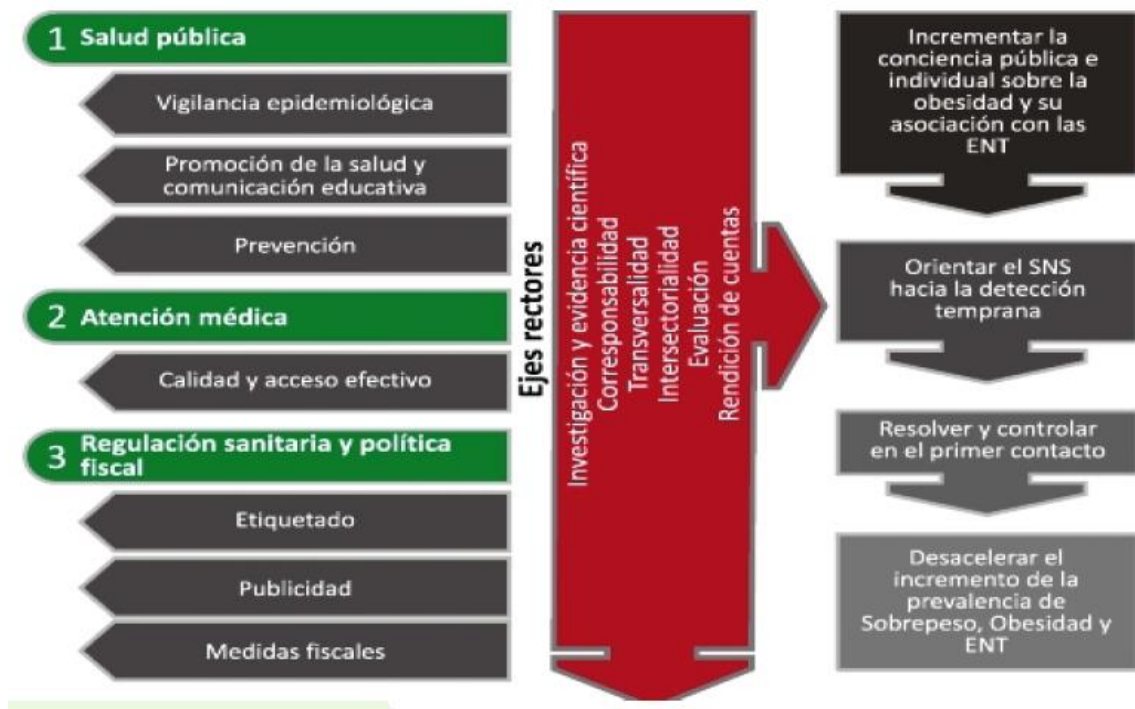 1 Salud pública
Vigilancia epidemiológica
Promoción de la salud y
comunicación educativa
Prevención
2 Atención médica
Calidad y acceso efectivo
3 Regulación sanitaria y política
fiscal
Etiquetado
Publicidad
Medidas fiscales
Ejes rectores
Investigación y evidencia científica
Corresponsabilidad
Transversalidad
Intersectorialidad
Evaluación
Rendición de cuentas
Incrementar la
conciencia pública e
individual sobre la
obesidad y su
asociación con las
ENT
Orientar el SNS
hacia la detección
temprana
Resolver y controlar
en el primer contacto
Desacelerar el
incremento de la
prevalencia de
Sobrepeso, Obesidad y
ENT